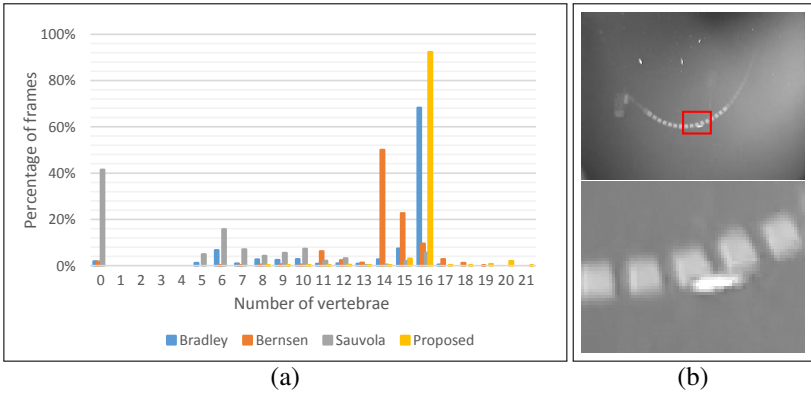 100%
80%
60%
40%
20%
0%
Percentage of frames
0 1 2 3 4 5 6 7 8 9 10 11 12 13 14 15 16 17 18 19 20 21
Number of vertebrae
Bradley Bernsen Sauvola Proposed
(a)
(b)